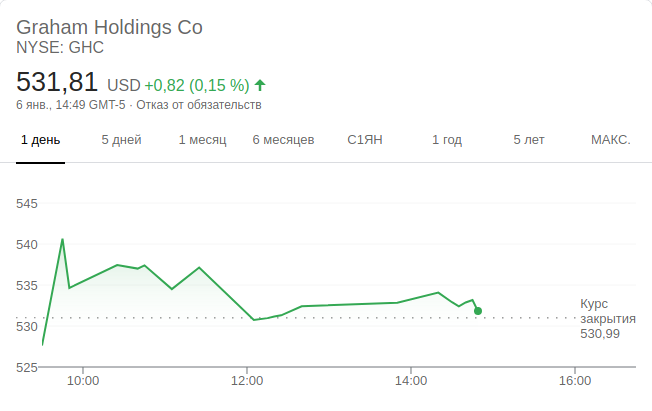 Graham Holdings Co
NYSE: GHC
531,81 USD +0,82 (0,15 %)
6 янв., 14:49 GMT-5 · Отказ от обязательств
1 день 5 дней 1 месяц 6 месяцев С1ЯН 1 год 5 лет МАКС.
545
540
535
530
525
Курс
закрытия
530,99
10:00 12:00 14:00 16:00